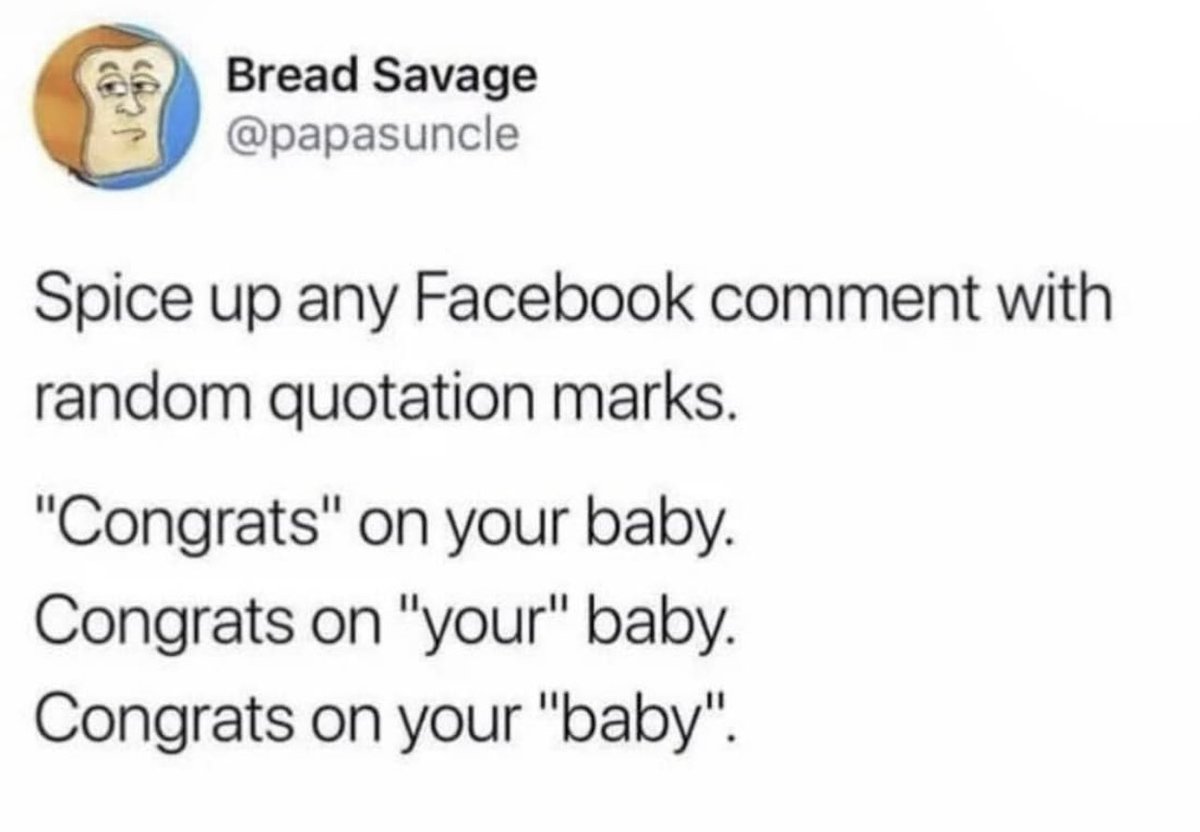 Bread Savage
@papasuncle
Spice up any Facebook comment with
random quotation marks.
"Congrats" on your baby.
Congrats on "your" baby.
Congrats on your "baby".